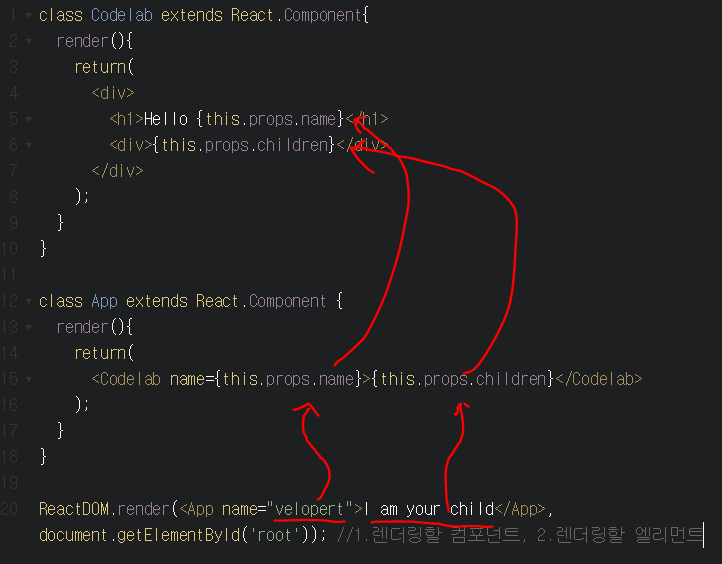 1 class Codelab extends React.Component{
2 render(){
3 return(
4 <div>
5 <h1>Hello {this.props.name}</h1>
6 <div>{this.props.children}</div>
7 </div>
8 );
9 }
10 }
11
12 class App extends React.Component {
13 render(){
14 return(
15 <Codelab name={this.props.name}>{this.props.children}</Codelab>
16 );
17 }
18 }
19
20 ReactDOM.render(<App name="velopert">I am your child</App>,
document.getElementById('root')); //1.렌더링할 컴포넌트, 2.렌더링할 엘리먼트